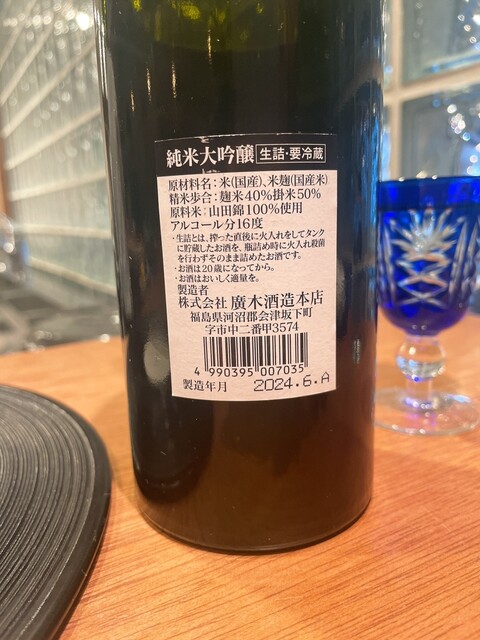 純米大吟醸 生詰・要冷蔵
原材料名：米（国産）、米麹（国産米）
精米歩合：麹米40％掛米50％
原料米：山田錦100％使用
アルコール分16度
・生詰とは、搾った直後に火入れをしてタンク
に貯蔵したお酒を、瓶詰め時に火入れ殺菌
を行わずそのまま詰めたお酒です。
・お酒は20歳になってから。
・お酒はおいしく適量を。
製造者
株式会社 廣木酒造本店
福島県河沼郡会津坂下町
字市中二番甲3574
4 990395 007035
製造年月 2024.6.A